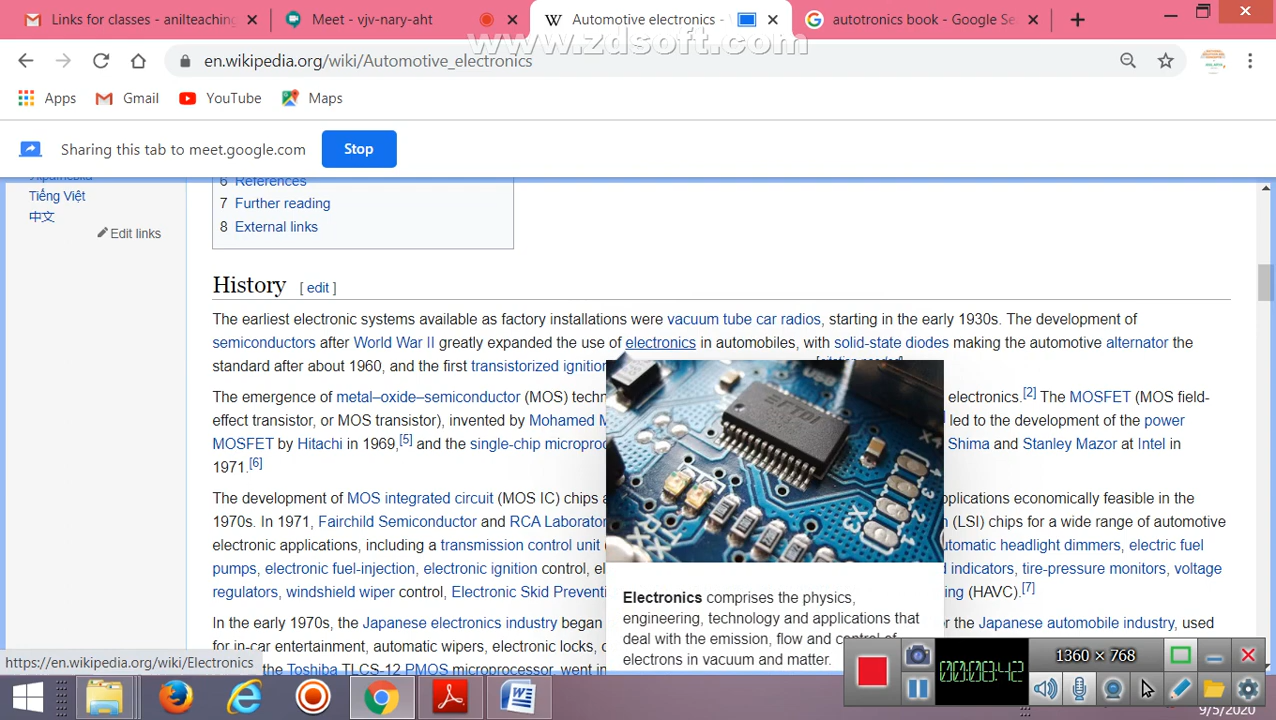 Links for classes - anilteaching
Meet - vjv-nary-aht
Automotive electronics -
autotronics book - Google Se
www.zdsoft.com
en.wikipedia.org/wiki/Automotive_electronics
Apps Gmail YouTube Maps
Sharing this tab to meet.google.com Stop
Українська
Tiếng Việt
中文
Edit links
6 References
7 Further reading
8 External links
History [ edit ]
The earliest electronic systems available as factory installations were vacuum tube car radios, starting in the early 1930s. The development of
semiconductors after World War II greatly expanded the use of electronics in automobiles, with solid-state diodes making the automotive alternator the
standard after about 1960, and the first transistorized ignition
[citation needed]
The emergence of metal–oxide–semiconductor (MOS) techn electronics.[2] The MOSFET (MOS field-
effect transistor, or MOS transistor), invented by Mohamed M led to the development of the power
MOSFET by Hitachi in 1969,[5] and the single-chip microproc Shima and Stanley Mazor at Intel in
1971.[6]
The development of MOS integrated circuit (MOS IC) chips a plications economically feasible in the
1970s. In 1971, Fairchild Semiconductor and RCA Laborator (LSI) chips for a wide range of automotive
electronic applications, including a transmission control unit ( tomatic headlight dimmers, electric fuel
pumps, electronic fuel-injection, electronic ignition control, el d indicators, tire-pressure monitors, voltage
regulators, windshield wiper control, Electronic Skid Preventi ing (HAVC).[7]
In the early 1970s, the Japanese electronics industry began r the Japanese automobile industry, used
for in-car entertainment, automatic wipers, electronic locks, d
the Toshiba TLCS-12 PMOS microprocessor, went in
FTDI
X3
1
2
3
Electronics comprises the physics,
engineering, technology and applications that
deal with the emission, flow and control of
electrons in vacuum and matter.
https://en.wikipedia.org/wiki/Electronics
1360 × 768
00:08:42
9/5/2020